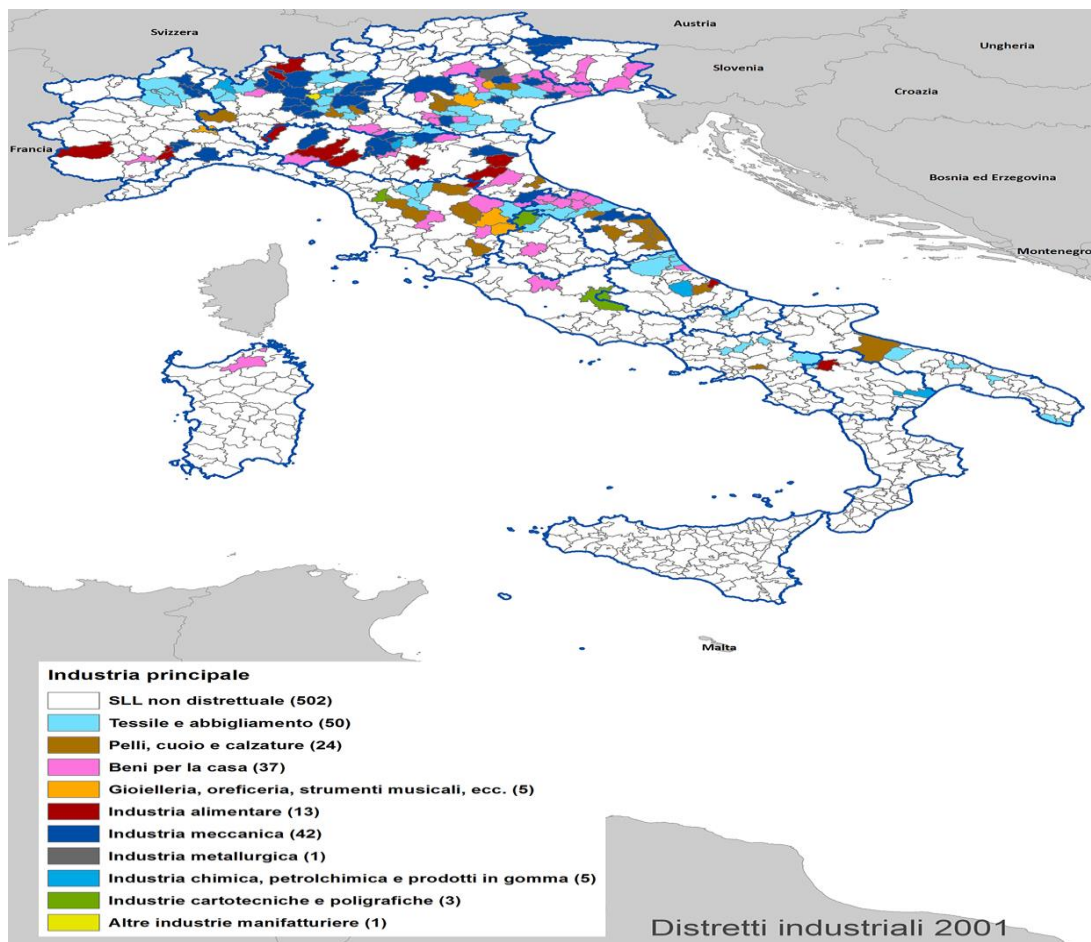 Austria
Svizzera
Ungheria
Slovenia
Croazia
Francia
Bosnia ed Erzegovina
Montenegro
Malta
Industria principale
SLL non distrettuale (502)
Tessile e abbigliamento (50)
Pelli, cuoio e calzature (24)
Beni per la casa (37)
Gioielleria, oreficeria, strumenti musicali, ecc. (5)
Industria alimentare (13)
Industria meccanica (42)
Industria metallurgica (1)
Industria chimica, petrolchimica e prodotti in gomma (5)
Industrie cartotecniche e poligrafiche (3)
Altre industrie manifatturiere (1)
Distretti industriali 2001